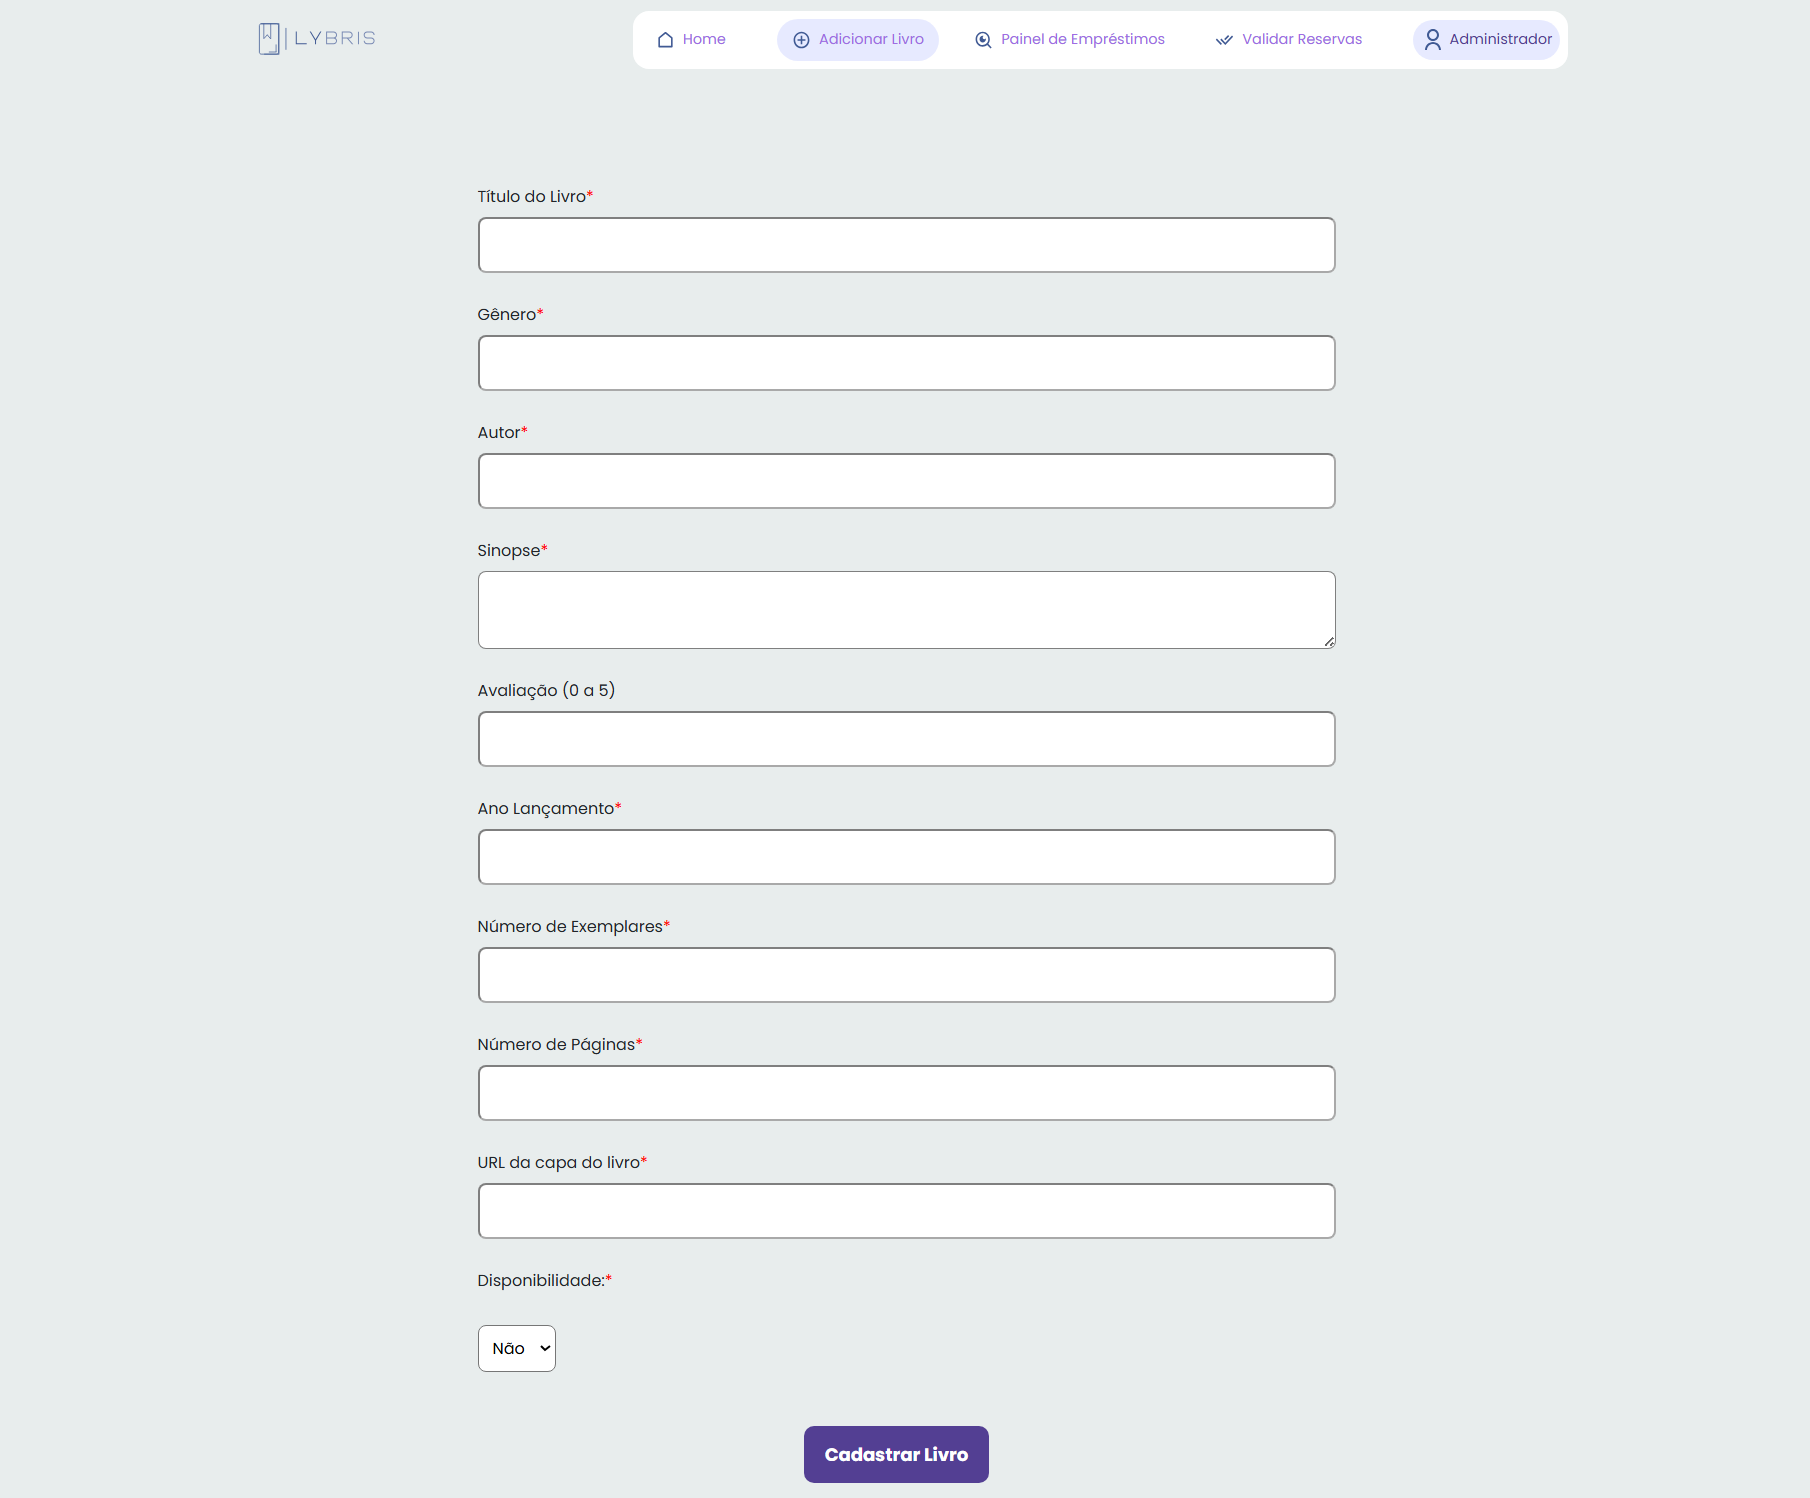 LYBRIS
Home Adicionar Livro Painel de Empréstimos Validar Reservas Administrador
Título do Livro*
Gênero*
Autor*
Sinopse*
Avaliação (0 a 5)
Ano Lançamento*
Número de Exemplares*
Número de Páginas*
URL da capa do livro*
Disponibilidade:*
Não
Cadastrar Livro